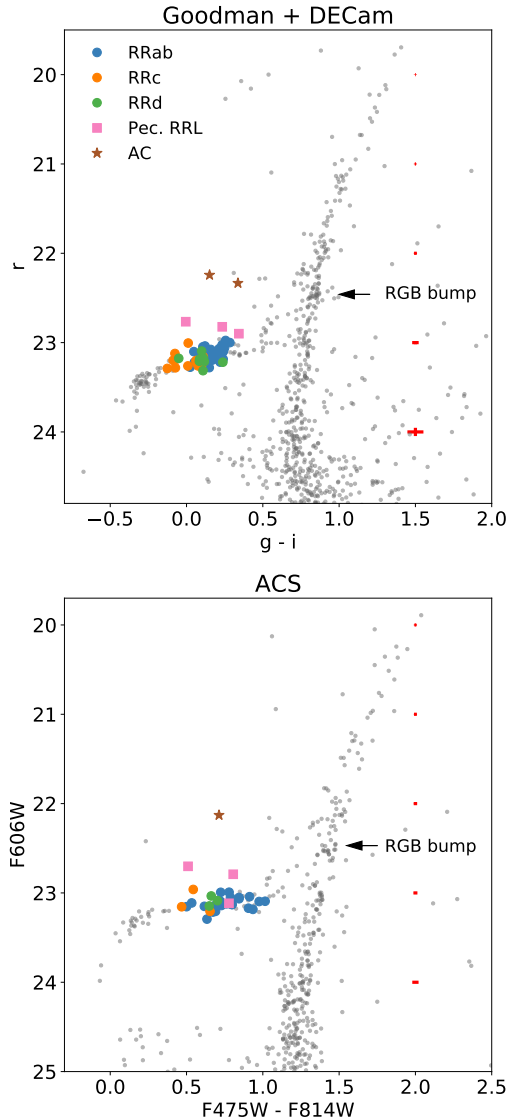 Goodman + DECam
RRab
RRc
RRd
Pec. RRL
AC
RGB bump
r
20
21
22
23
24
−0.5 0.0 0.5 1.0 1.5 2.0
g - i
ACS
RGB bump
F606W
20
21
22
23
24
25
0.0 0.5 1.0 1.5 2.0 2.5
F475W - F814W